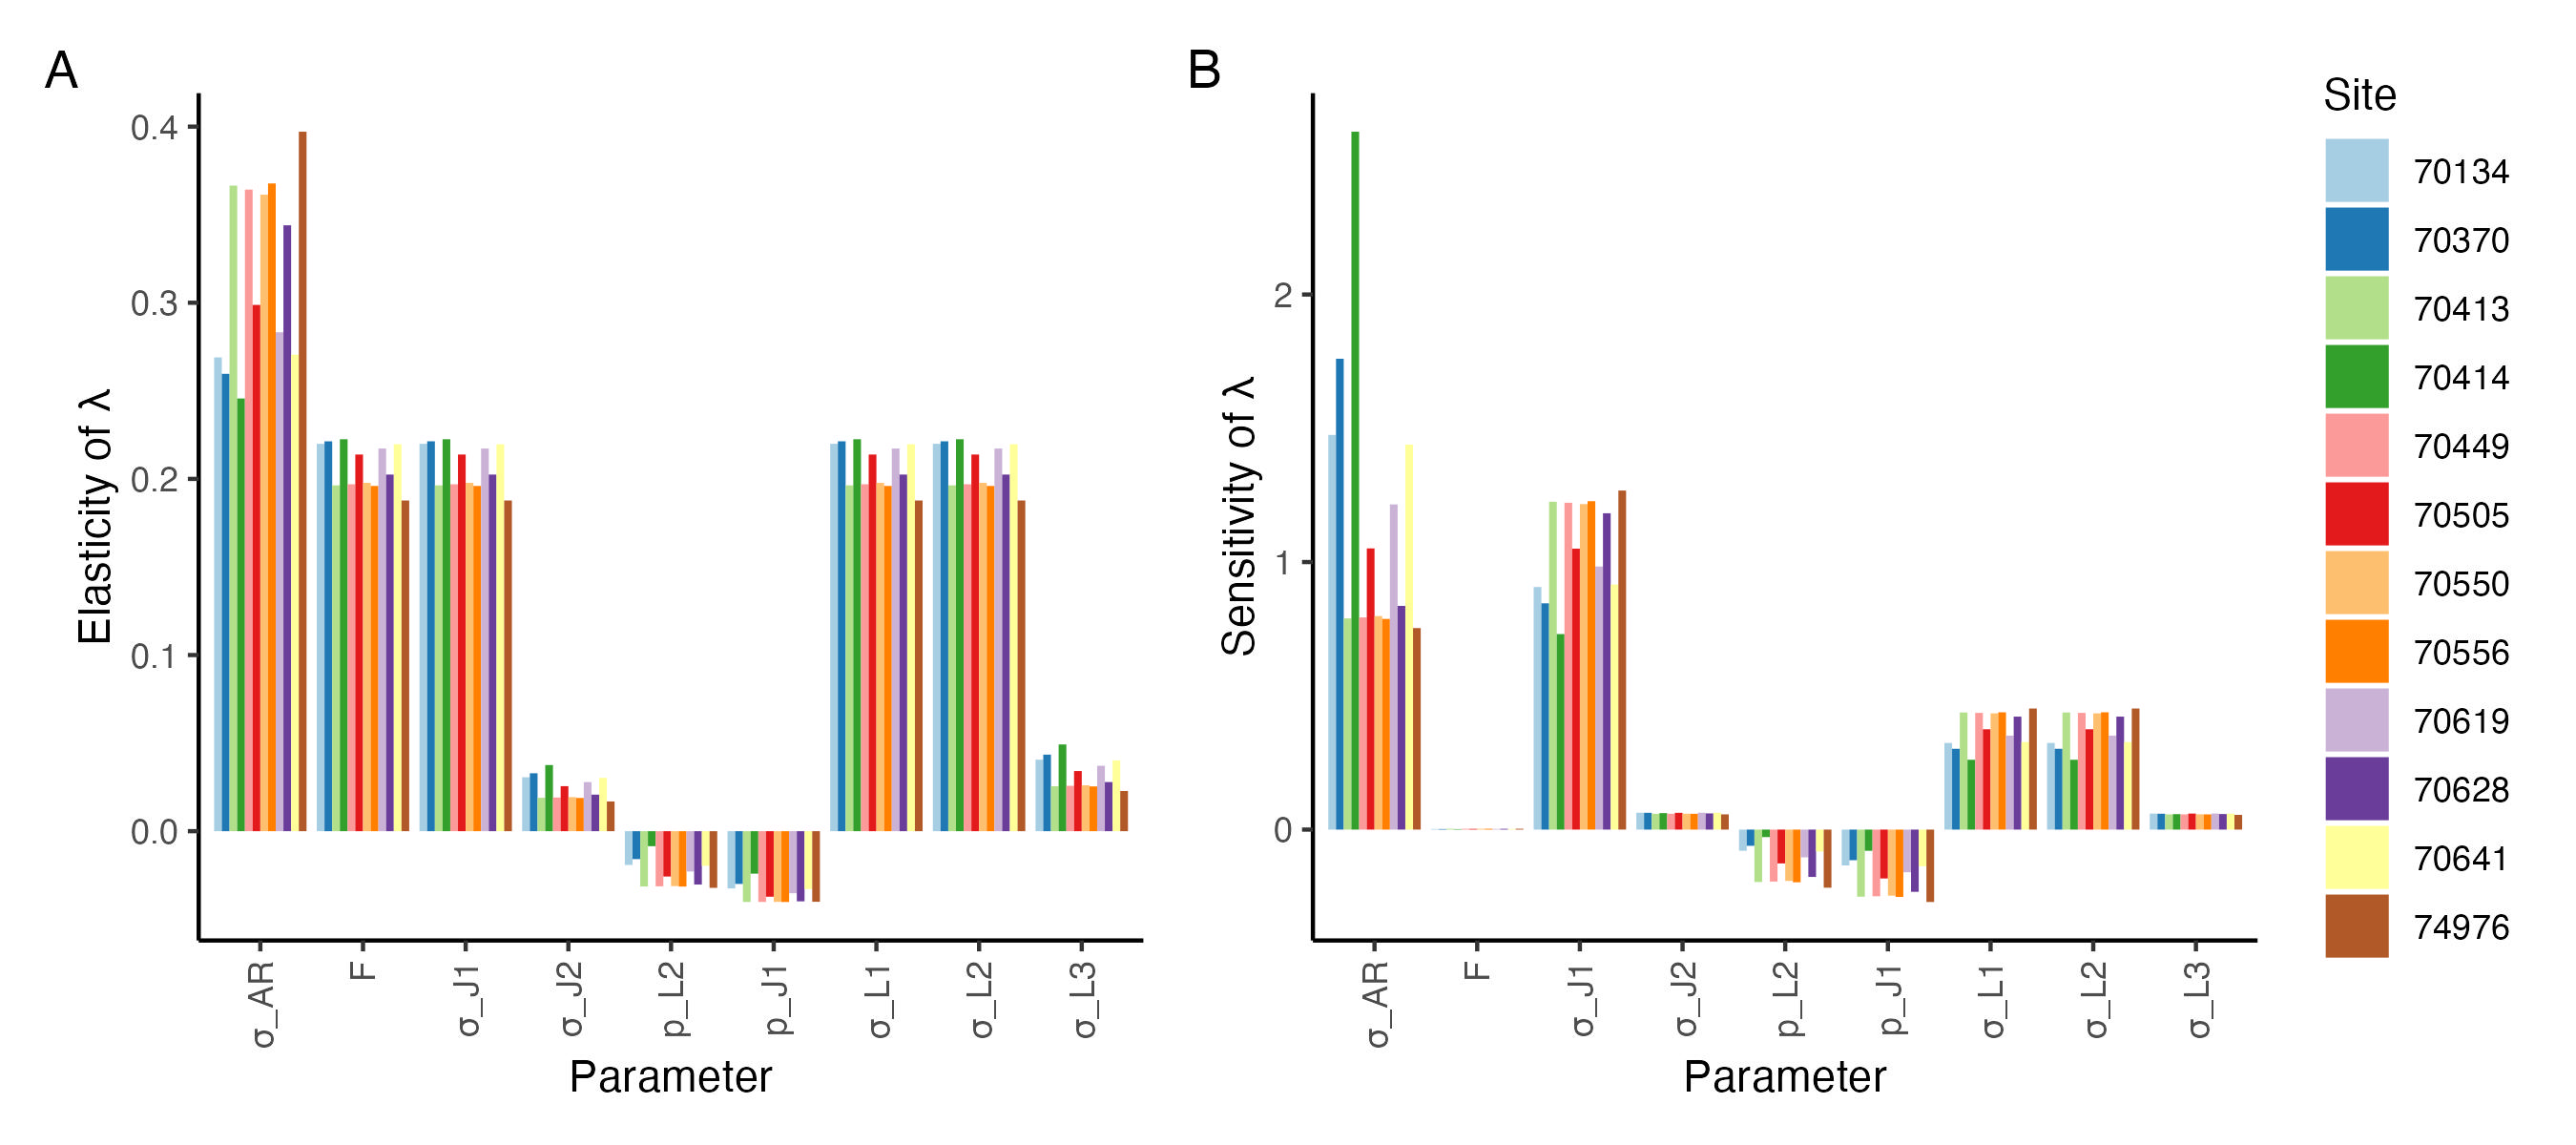 A
Elasticity of λ
0.4
0.3
0.2
0.1
0.0
σ_AR
F
σ_J1
σ_J2
p_L2
p_J1
σ_L1
σ_L2
σ_L3
Parameter
B
Sensitivity of λ
2
1
0
σ_AR
F
σ_J1
σ_J2
p_L2
p_J1
σ_L1
σ_L2
σ_L3
Parameter
Site
70134
70370
70413
70414
70449
70505
70550
70556
70619
70628
70641
74976